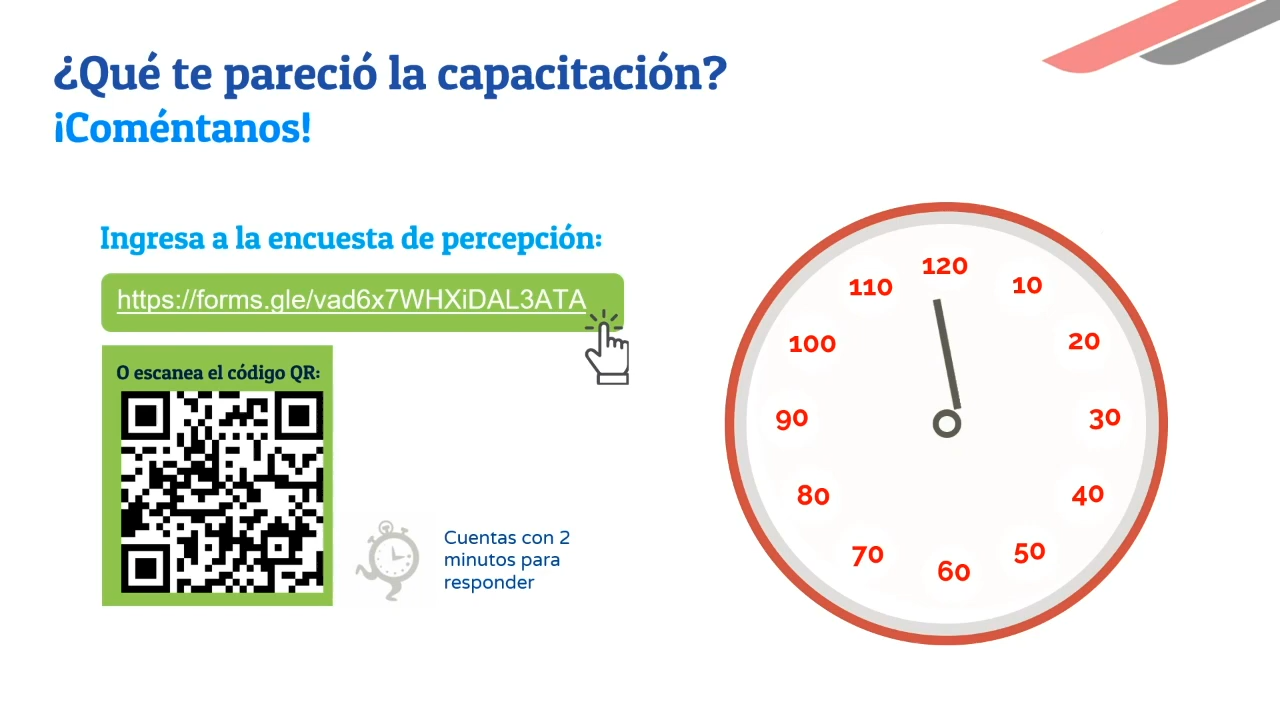 ¿Qué te pareció la capacitación?
¡Coméntanos!
Ingresa a la encuesta de percepción:
https://forms.gle/vad6x7WHXiDAL3ATA
O escanea el código QR:
Cuentas con 2
minutos para
responder
120
10
20
30
40
50
60
70
80
90
100
110